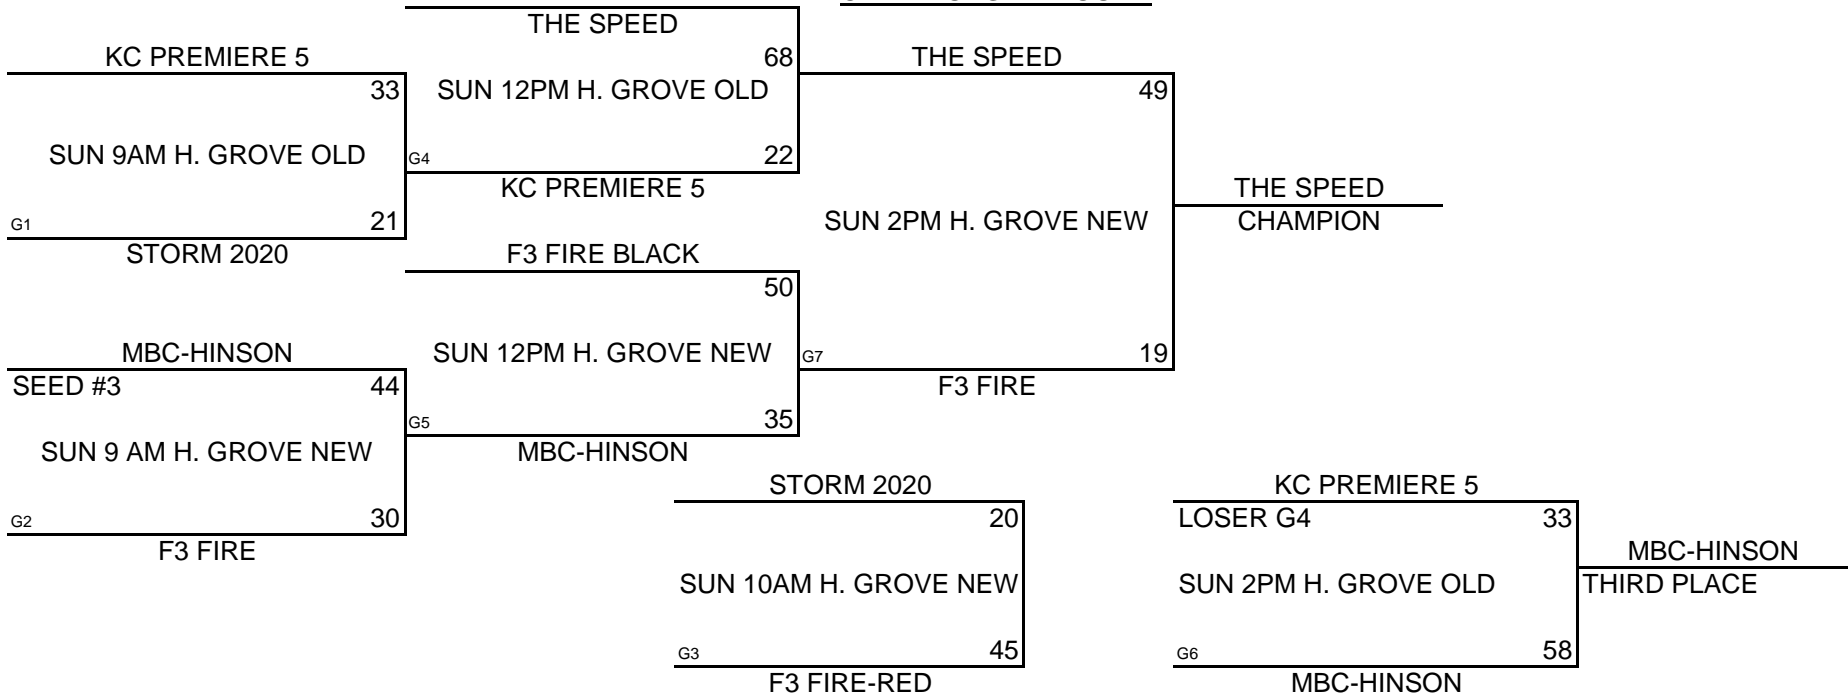 THE SPEED
KC PREMIERE 5
68
THE SPEED
33
SUN 12PM H. GROVE OLD
49
SUN 9AM H. GROVE OLD
G4
22
KC PREMIERE 5
THE SPEED
G1
21
SUN 2PM H. GROVE NEW
CHAMPION
STORM 2020
F3 FIRE BLACK
50
MBC-HINSON
SUN 12PM H. GROVE NEW
G7
19
SEED #3
44
F3 FIRE
G5
35
SUN 9 AM H. GROVE NEW
MBC-HINSON
STORM 2020
KC PREMIERE 5
G2
30
20
LOSER G4
33
F3 FIRE
MBC-HINSON
SUN 10AM H. GROVE NEW
SUN 2PM H. GROVE OLD
THIRD PLACE
G3
45
G6
58
F3 FIRE-RED
MBC-HINSON